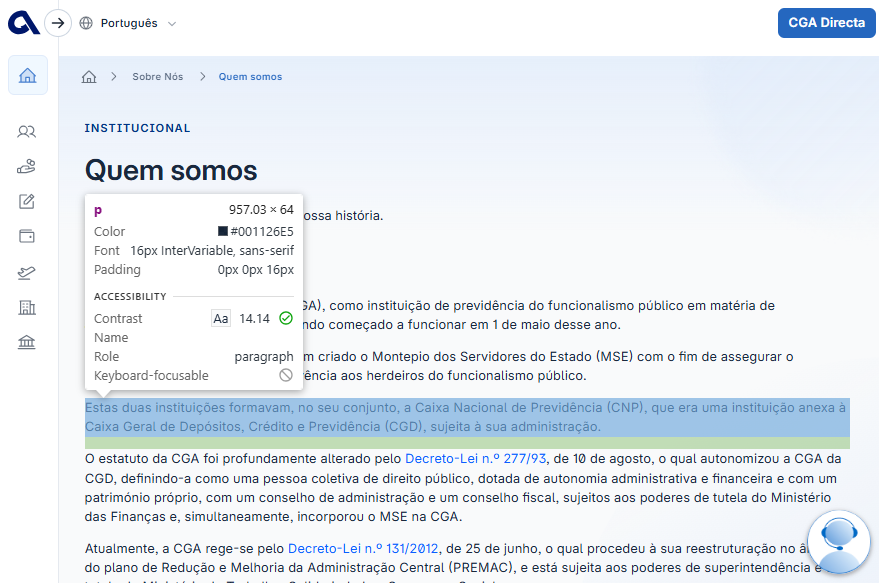 Português
CGA Directa
Sobre Nós
Quem somos
INSTITUCIONAL
Quem somos
ossa história.
p 957.03 × 64
Color #001126E5
Font 16px InterVariable, sans-serif
Padding 0px 0px 16px
ACCESSIBILITY
Contrast Aa 14.14
Name
Role paragraph
Keyboard-focusable
GA), como instituição de previdência do funcionalismo público em matéria de
ndo começado a funcionar em 1 de maio desse ano.
m criado o Montepio dos Servidores do Estado (MSE) com o fim de assegurar o
ência aos herdeiros do funcionalismo público.
Estas duas instituições formavam, no seu conjunto, a Caixa Nacional de Previdência (CNP), que era uma instituição anexa à
Caixa Geral de Depósitos, Crédito e Previdência (CGD), sujeita à sua administração.
O estatuto da CGA foi profundamente alterado pelo Decreto-Lei n.º 277/93, de 10 de agosto, o qual autonomizou a CGA da
CGD, definindo-a como uma pessoa coletiva de direito público, dotada de autonomia administrativa e financeira e com um
património próprio, com um conselho de administração e um conselho fiscal, sujeitos aos poderes de tutela do Ministério
das Finanças e, simultaneamente, incorporou o MSE na CGA.
Atualmente, a CGA rege-se pelo Decreto-Lei n.º 131/2012, de 25 de junho, o qual procedeu à sua reestruturação no
do plano de Redução e Melhoria da Administração Central (PREMAC), e está sujeita aos poderes de superintendência e